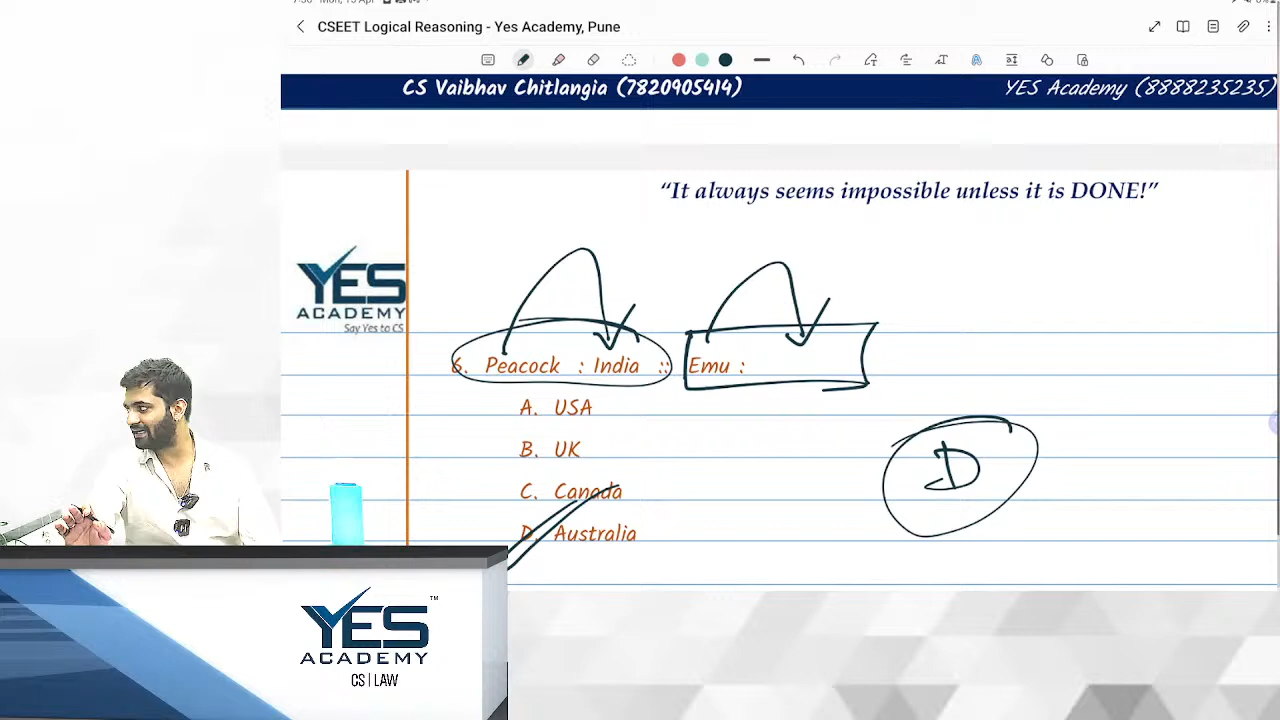 CSEET Logical Reasoning - Yes Academy, Pune
CS Vaibhav Chitlangia (7820905414)
YES Academy (8888235235)
"It always seems impossible unless it is DONE!"
YES
ACADEMY
Say Yes to CS
6. Peacock : India :: Emu :
A. USA
B. UK
C. Canada
D. Australia
D
YES™
ACADEMY
CS | LAW